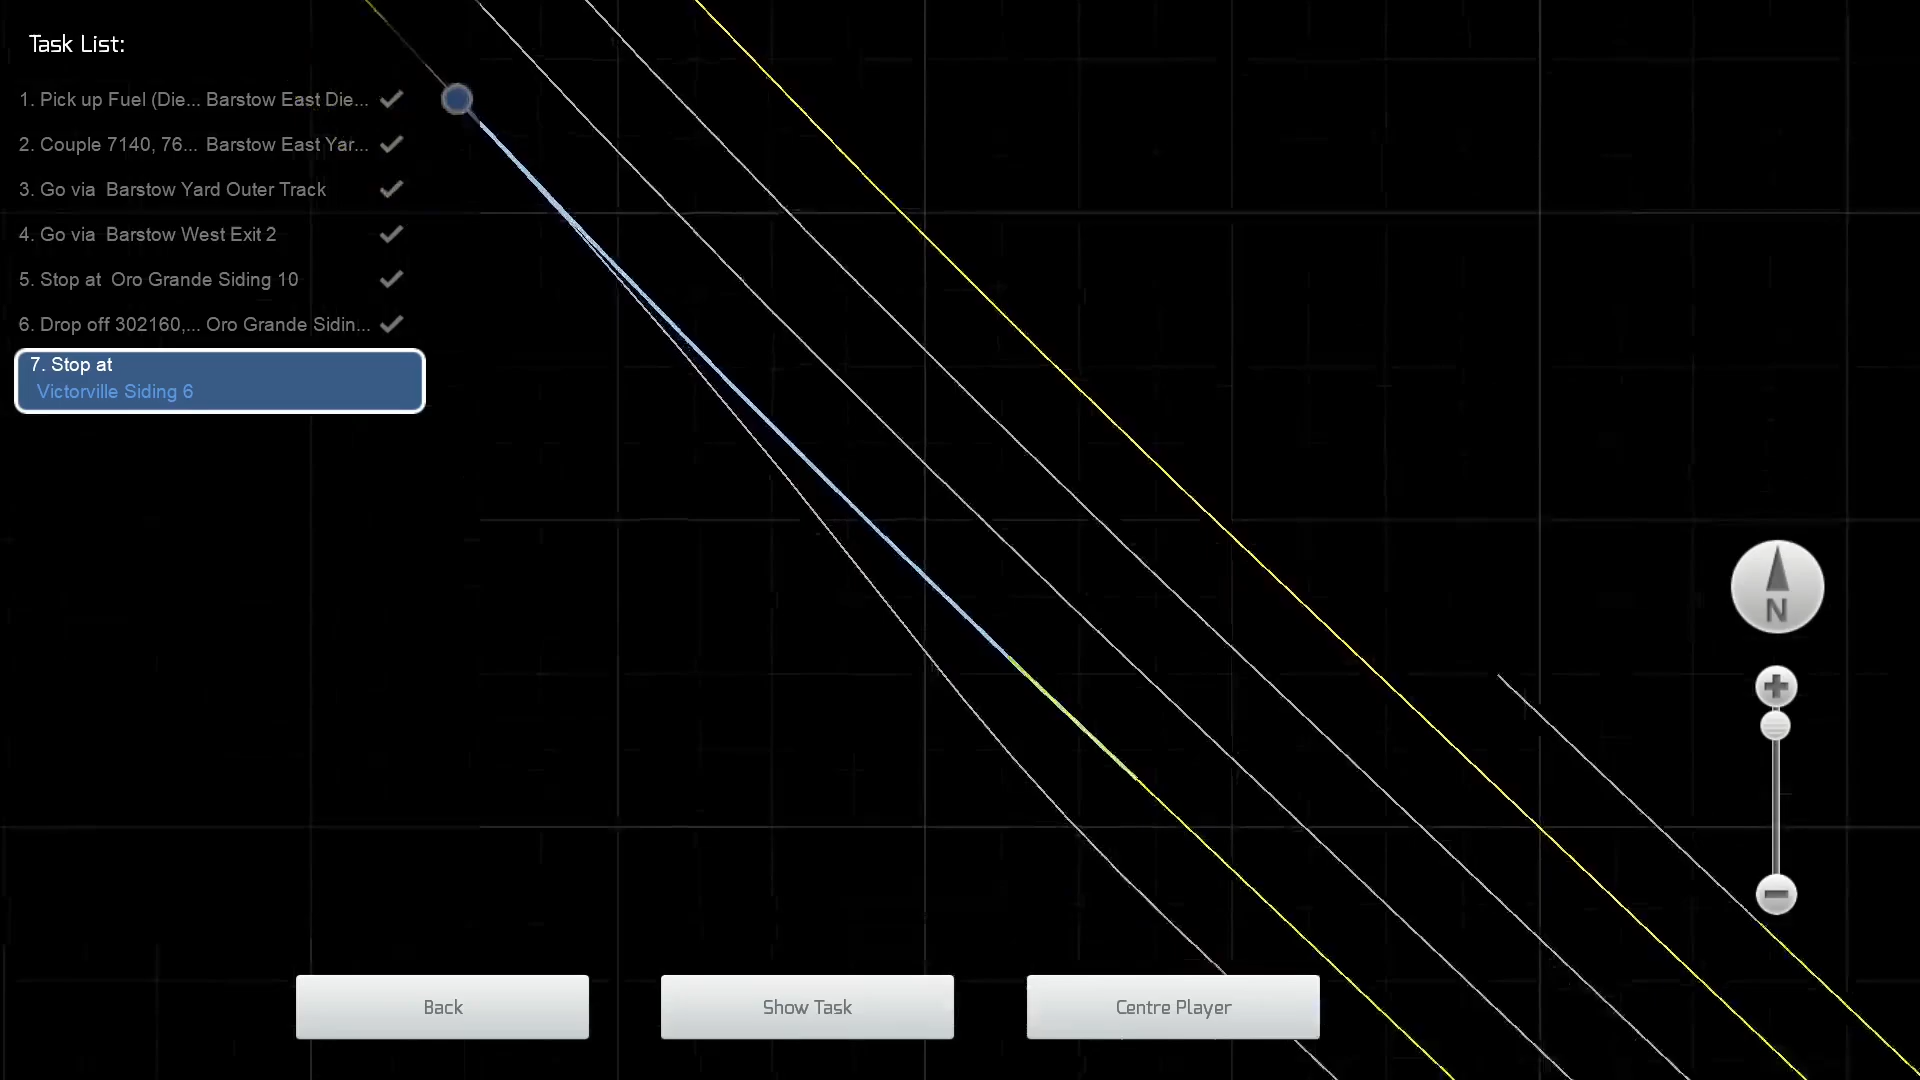 Task List:
1. Pick up Fuel (Die... Barstow East Die...
2. Couple 7140, 76... Barstow East Yar...
3. Go via Barstow Yard Outer Track
4. Go via Barstow West Exit 2
5. Stop at Oro Grande Siding 10
6. Drop off 302160,... Oro Grande Sidin...
7. Stop at
Victorville Siding 6
N
Back
Show Task
Centre Player